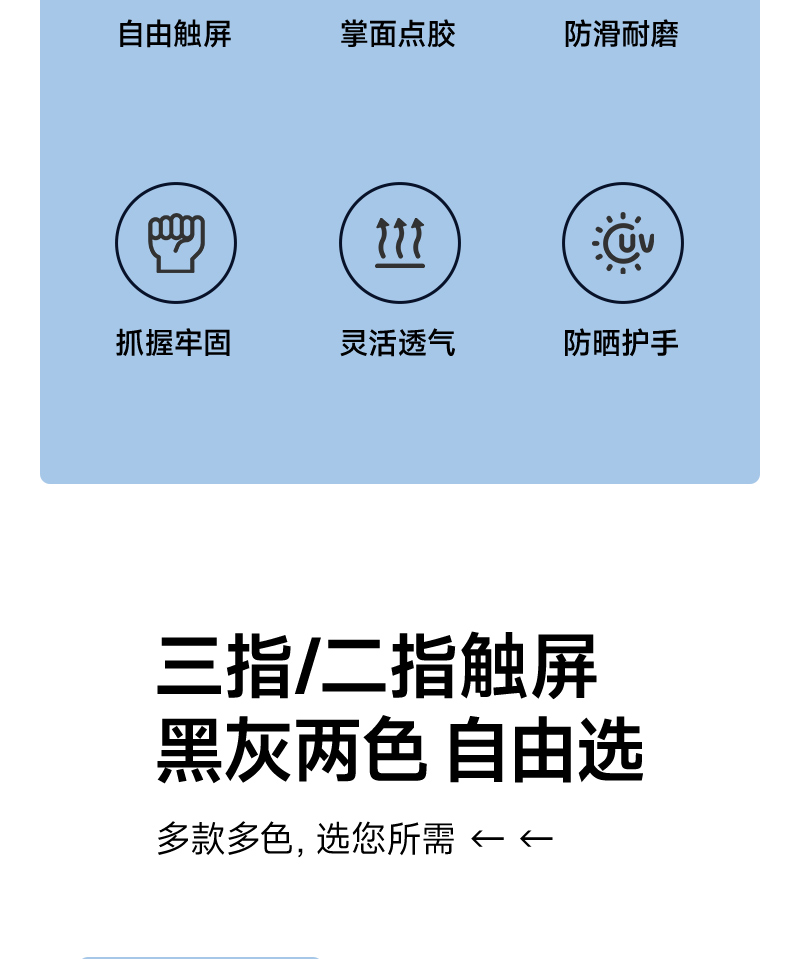 自由触屏 掌面点胶 防滑耐磨
UV
抓握牢固 灵活透气 防晒护手
三指/二指触屏
黑灰两色 自由选
多款多色, 选您所需 ← ←